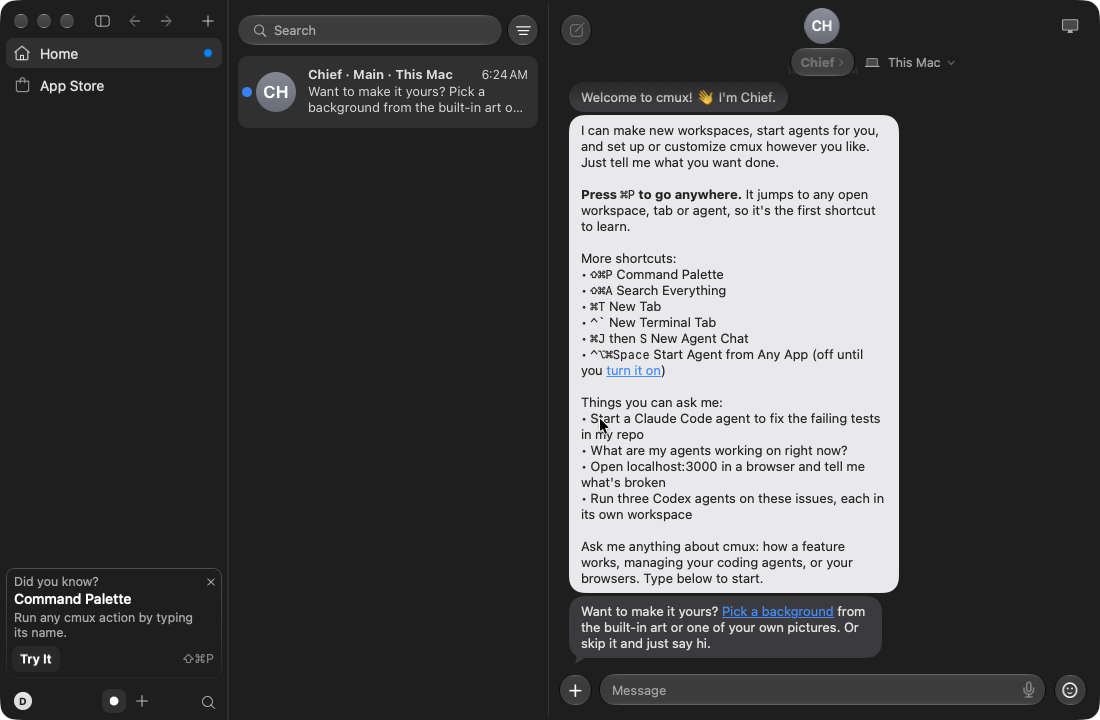 Home
App Store
Did you know?
Command Palette
Run any cmux action by typing
its name.
Try It
⇧⌘P
D
Search
CH
Chief · Main · This Mac 6:24 AM
Want to make it yours? Pick a
background from the built-in art o...
CH
Chief
This Mac
Welcome to cmux! 👋 I'm Chief.
I can make new workspaces, start agents for you,
and set up or customize cmux however you like.
Just tell me what you want done.
Press ⌘P to go anywhere. It jumps to any open
workspace, tab or agent, so it's the first shortcut
to learn.
More shortcuts:
• ⇧⌘P Command Palette
• ⇧⌘A Search Everything
• ⌘T New Tab
• ^` New Terminal Tab
• ⌘J then S New Agent Chat
• ^⌥⌘Space Start Agent from Any App (off until
you turn it on)
Things you can ask me:
• Start a Claude Code agent to fix the failing tests
in my repo
• What are my agents working on right now?
• Open localhost:3000 in a browser and tell me
what's broken
• Run three Codex agents on these issues, each in
its own workspace
Ask me anything about cmux: how a feature
works, managing your coding agents, or your
browsers. Type below to start.
Want to make it yours? Pick a background from
the built-in art or one of your own pictures. Or
skip it and just say hi.
Message